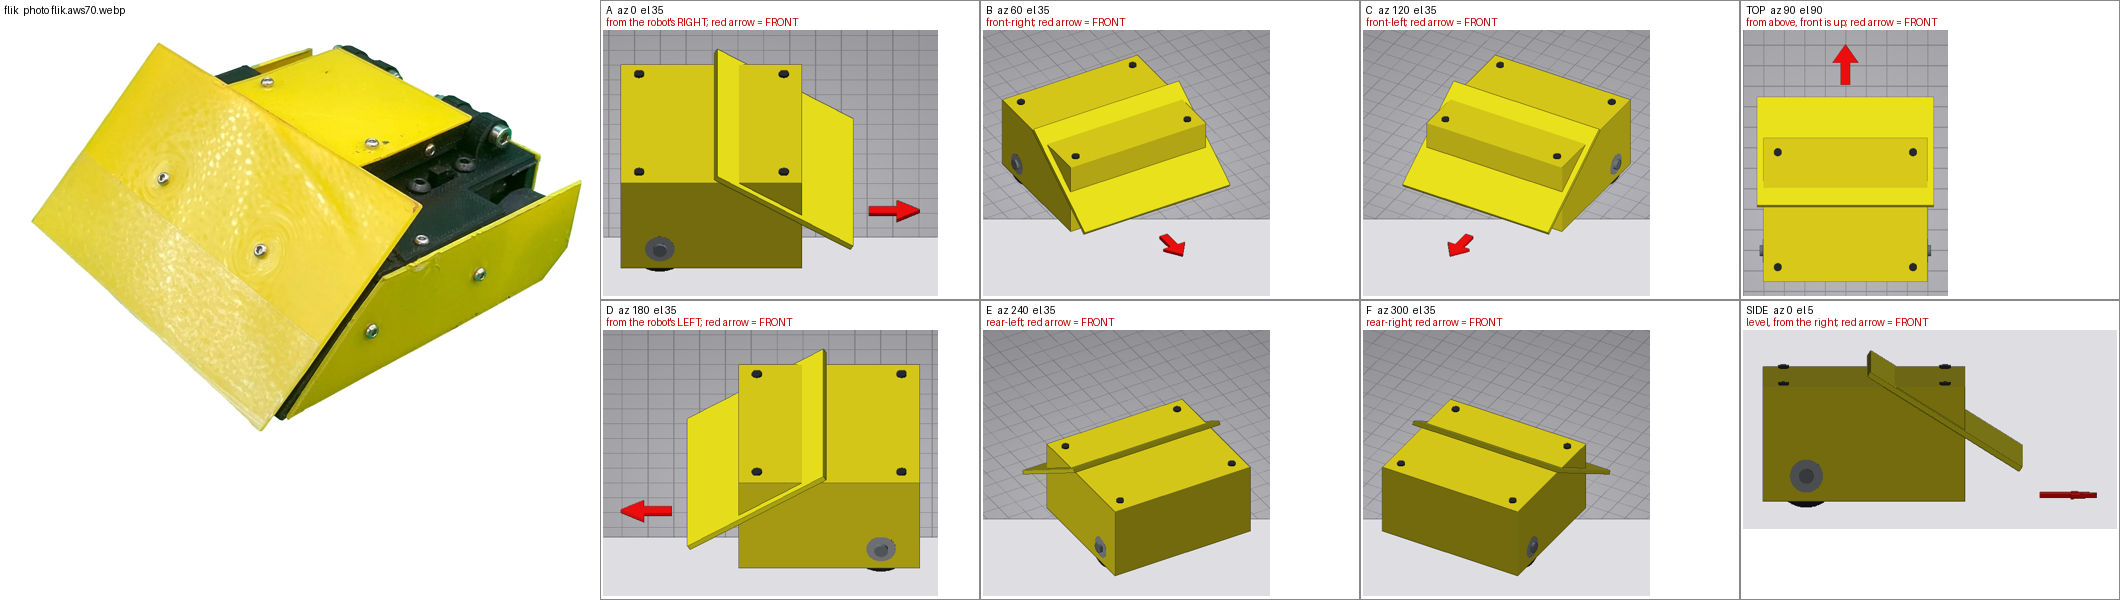 flik photo flik.aws70.webp
A az 0 el 35
from the robot's RIGHT; red arrow = FRONT
B az 60 el 35
front-right; red arrow = FRONT
C az 120 el 35
front-left; red arrow = FRONT
TOP az 90 el 90
from above, front is up; red arrow = FRONT
D az 180 el 35
from the robot's LEFT; red arrow = FRONT
E az 240 el 35
rear-left; red arrow = FRONT
F az 300 el 35
rear-right; red arrow = FRONT
SIDE az 0 el 5
level, from the right; red arrow = FRONT